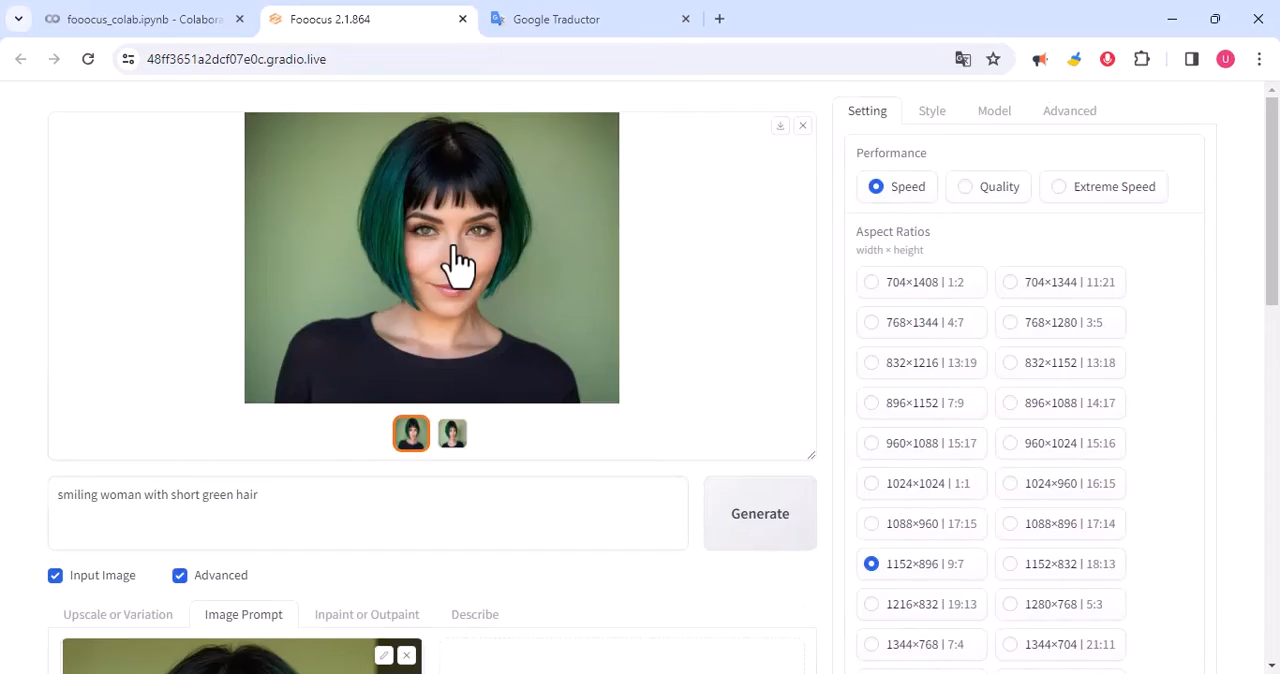 fooocus_colab.ipynb - Colabora
Fooocus 2.1.864
Google Traductor
48ff3651a2dcf07e0c.gradio.live
U
Setting
Style
Model
Advanced
Performance
Speed
Quality
Extreme Speed
Aspect Ratios
width × height
704×1408 | 1:2
704×1344 | 11:21
768×1344 | 4:7
768×1280 | 3:5
832×1216 | 13:19
832×1152 | 13:18
896×1152 | 7:9
896×1088 | 14:17
960×1088 | 15:17
960×1024 | 15:16
1024×1024 | 1:1
1024×960 | 16:15
1088×960 | 17:15
1088×896 | 17:14
1152×896 | 9:7
1152×832 | 18:13
1216×832 | 19:13
1280×768 | 5:3
1344×768 | 7:4
1344×704 | 21:11
smiling woman with short green hair
Generate
Input Image
Advanced
Upscale or Variation
Image Prompt
Inpaint or Outpaint
Describe